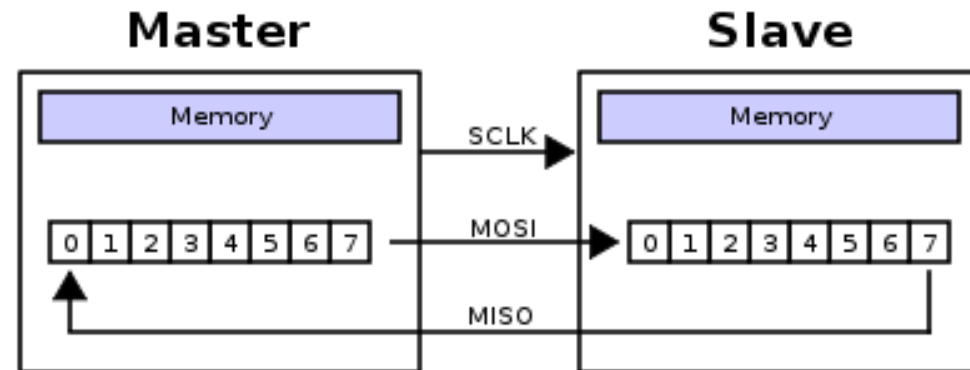 Master Slave
Memory Memory
SCLK
0 1 2 3 4 5 6 7 MOSI 0 1 2 3 4 5 6 7
MISO